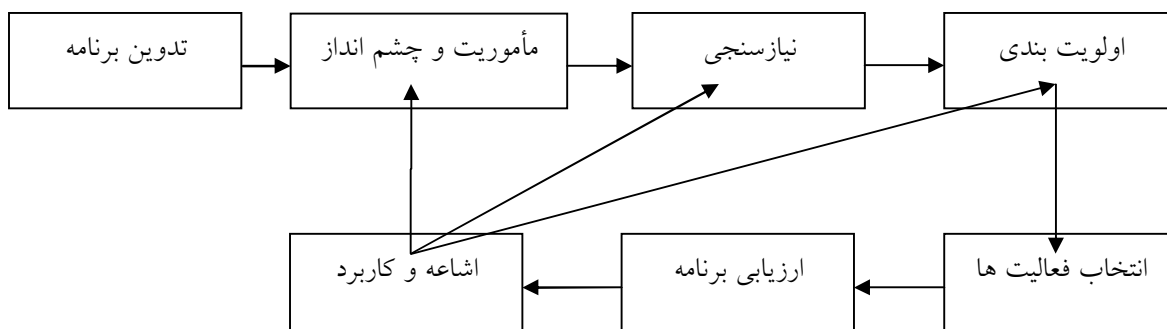 تدوین برنامه
مأموریت و چشم انداز
نیازسنجی
اولویت بندی
انتخاب فعالیت ها
ارزیابی برنامه
اشاعه و کاربرد